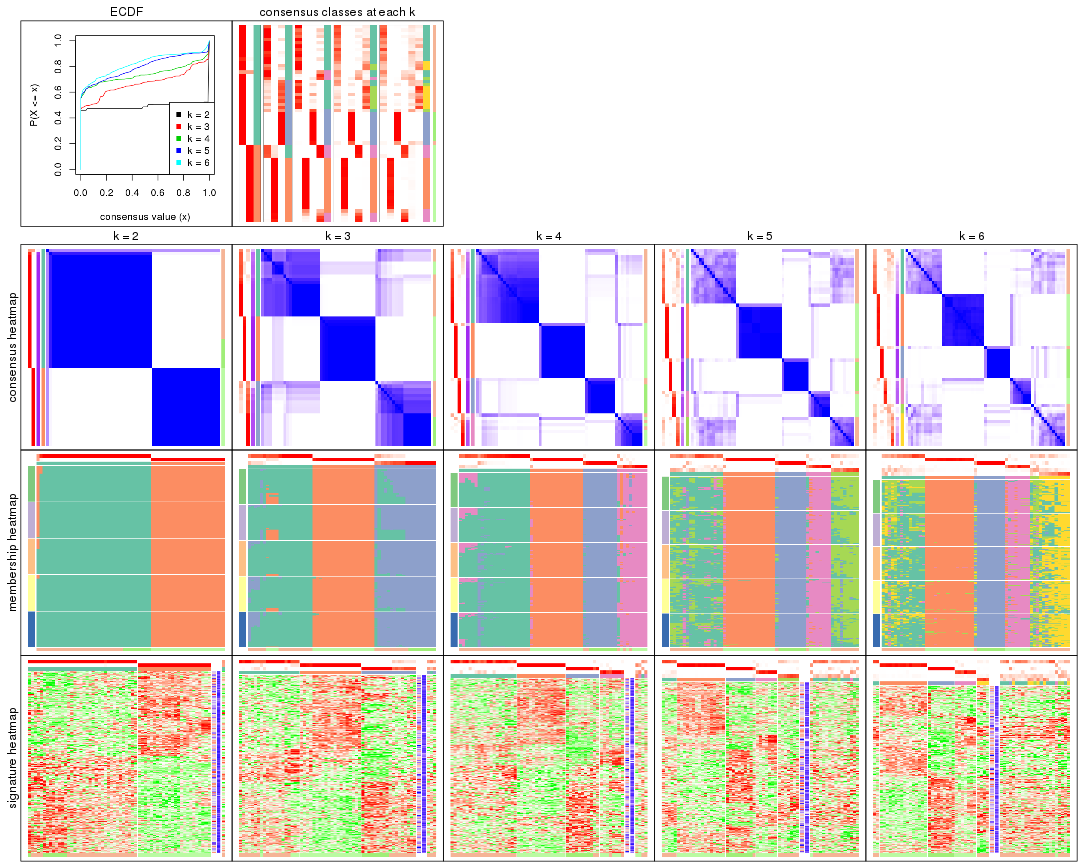 ECDF
consensus classes at each k
P(X <= x)
0.0 0.2 0.4 0.6 0.8 1.0
k = 2
k = 3
k = 4
k = 5
k = 6
0.0 0.2 0.4 0.6 0.8 1.0
consensus value (x)
k = 2
k = 3
k = 4
k = 5
k = 6
consensus heatmap
membership heatmap
signature heatmap